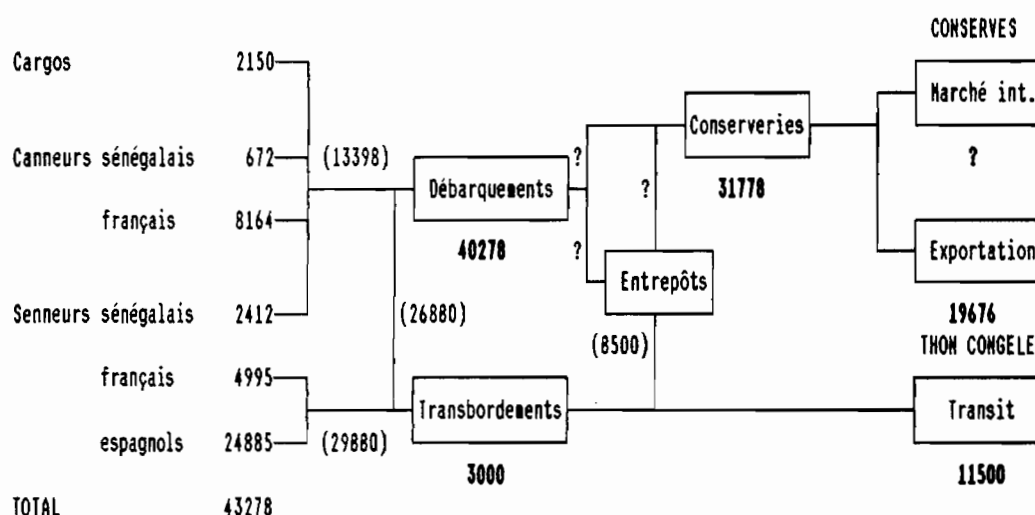 CONSERVES
Cargos 2150
Marché int.
Conserveries
Canneurs sénégalais 672 (13398) ? ?
Débarquements ? 31778
français 8164
40278 ? Exportation
Entrepôts
Senneurs sénégalais 2412 (26880) 19676
(8500) THON CONGELE
français 4995
Transbordements Transit
espagnols 24885 (29880)
3000 11500
TOTAL 43278